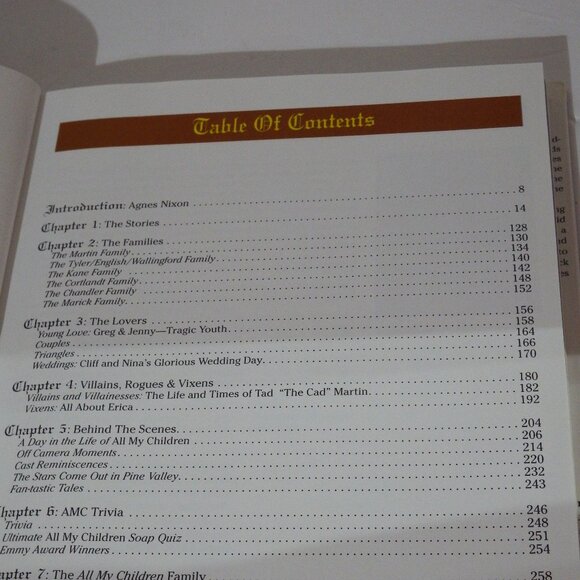 Table Of Contents
Introduction: Agnes Nixon 8
Chapter 1: The Stories 14
Chapter 2: The Families 128
The Martin Family 130
The Tyler/English/Wallingford Family 134
The Kane Family 140
The Cortlandt Family 142
The Chandler Family 148
The Marick Family. 152
Chapter 3: The Lovers 156
Young Love: Greg & Jenny—Tragic Youth. 158
Couples 164
Triangles 166
Weddings: Cliff and Nina's Glorious Wedding Day. 170
Chapter 4: Villains, Rogues & Vixens 180
Villains and Villainesses: The Life and Times of Tad "The Cad" Martin. 182
Vixens: All About Erica 192
Chapter 5: Behind The Scenes. 204
A Day in the Life of All My Children 206
Off Camera Moments. 214
Cast Reminiscences 220
The Stars Come Out in Pine Valley. 232
Fan-tastic Tales 243
hapter 6: AMC Trivia 246
Trivia 248
Ultimate All My Children Soap Quiz 251
Emmy Award Winners 254
apter 7: The All My Children Family 258